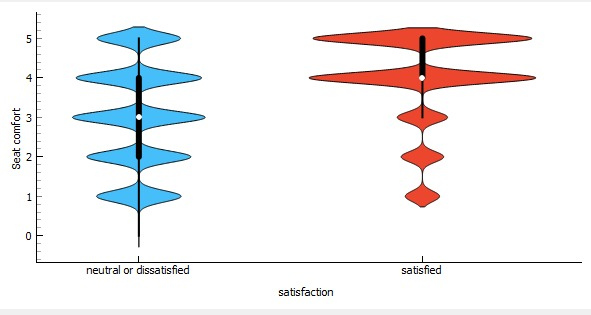 5
4
3
2
1
0
Seat comfort
neutral or dissatisfied
satisfied
satisfaction